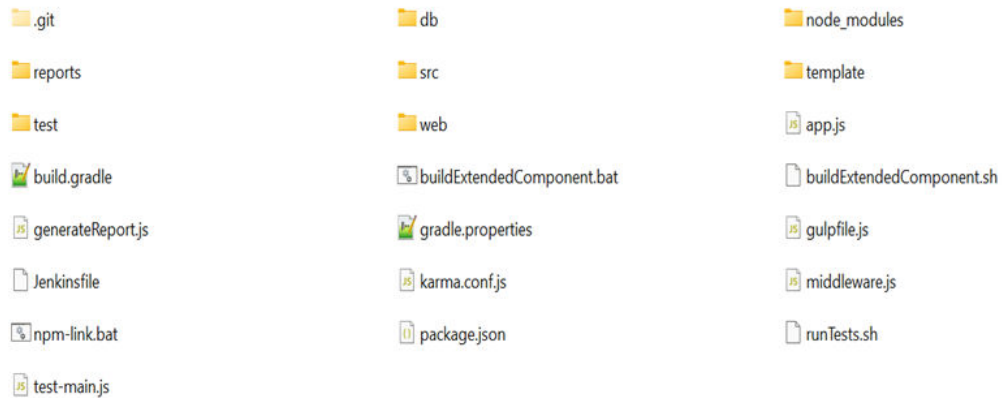 .git db node_modules
reports src template
test web app.js
build.gradle buildExtendedComponent.bat buildExtendedComponent.sh
generateReport.js gradle.properties gulpfile.js
Jenkinsfile karma.conf.js middleware.js
npm-link.bat package.json runTests.sh
test-main.js